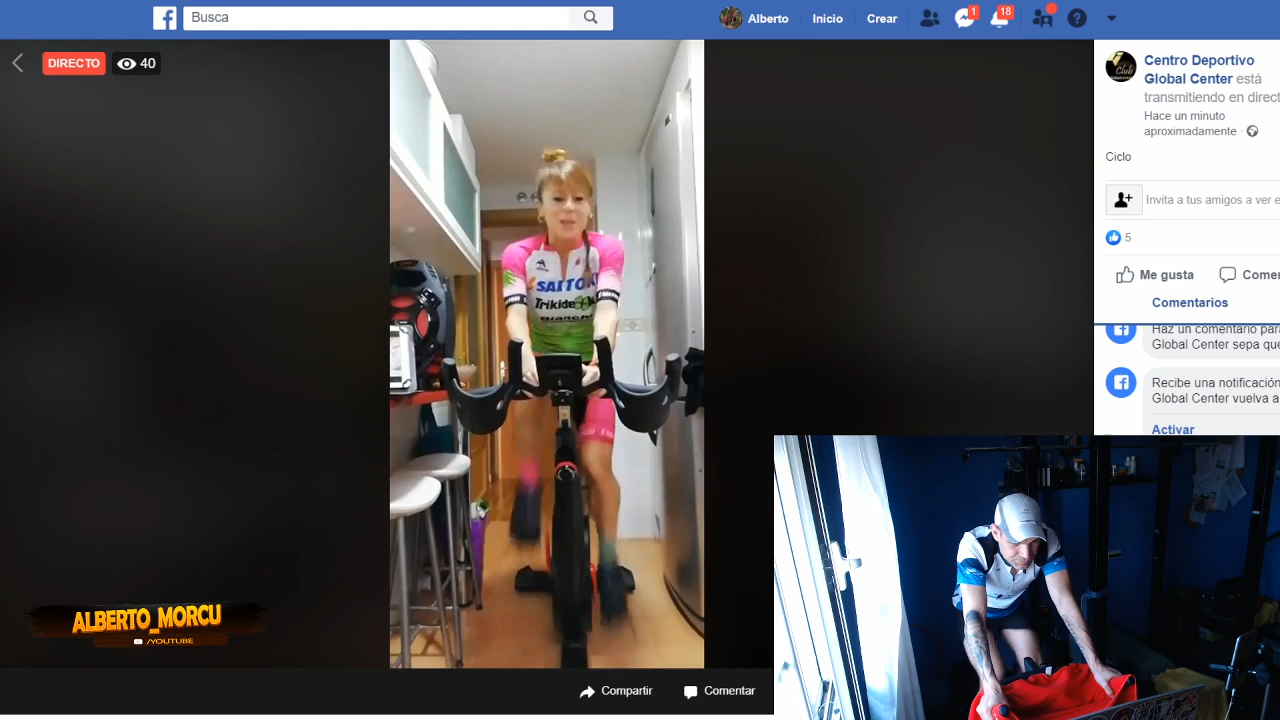 Busca
Alberto
Inicio
Crear
1
18
DIRECTO
40
Centro Deportivo
Global Center está
transmitiendo en direct
Hace un minuto
aproximadamente ·
Ciclo
Invita a tus amigos a ver e
5
Me gusta
Comen
Comentarios
Haz un comentario para
Global Center sepa que
Recibe una notificación
Global Center vuelva a
Activar
Trikide
Bianchi
ALBERTO_MORCU
/YOUTUBE
Compartir
Comentar